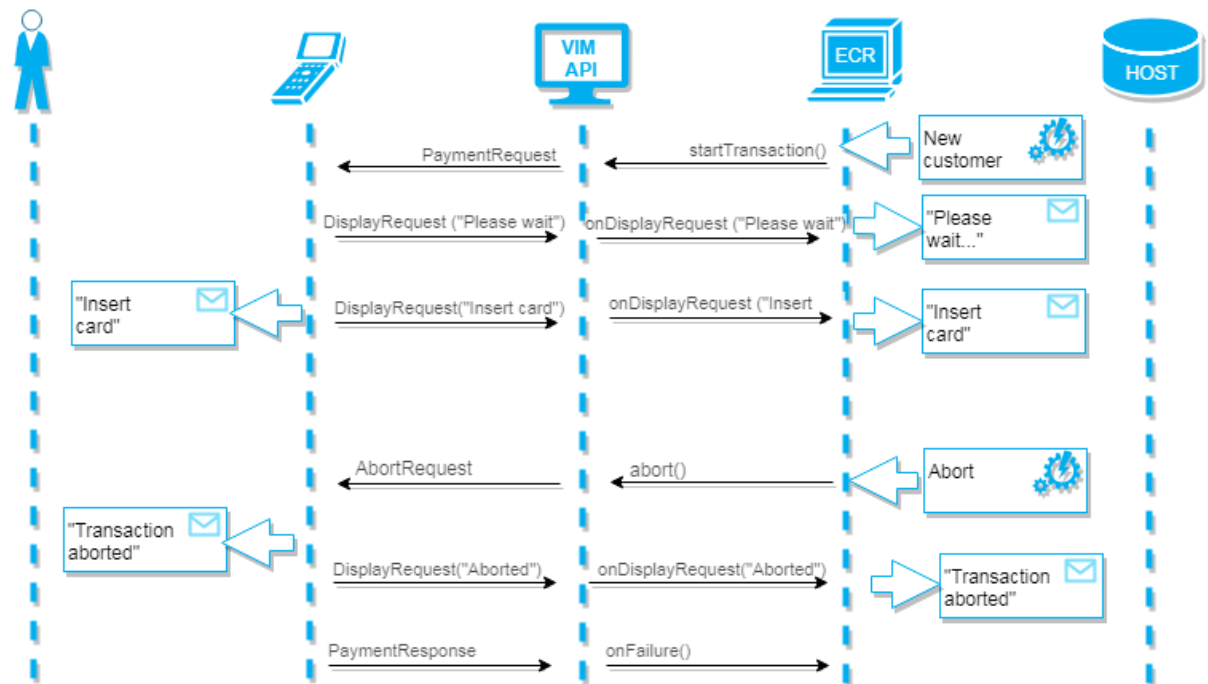 VIM
API
ECR
HOST
New
customer
PaymentRequest
startTransaction()
DisplayRequest ("Please wait")
onDisplayRequest ("Please wait")
"Please
wait..."
"Insert
card"
DisplayRequest("Insert card")
onDisplayRequest ("Insert
"Insert
card"
AbortRequest
abort()
Abort
"Transaction
aborted"
DisplayRequest("Aborted")
onDisplayRequest("Aborted")
"Transaction
aborted"
PaymentResponse
onFailure()